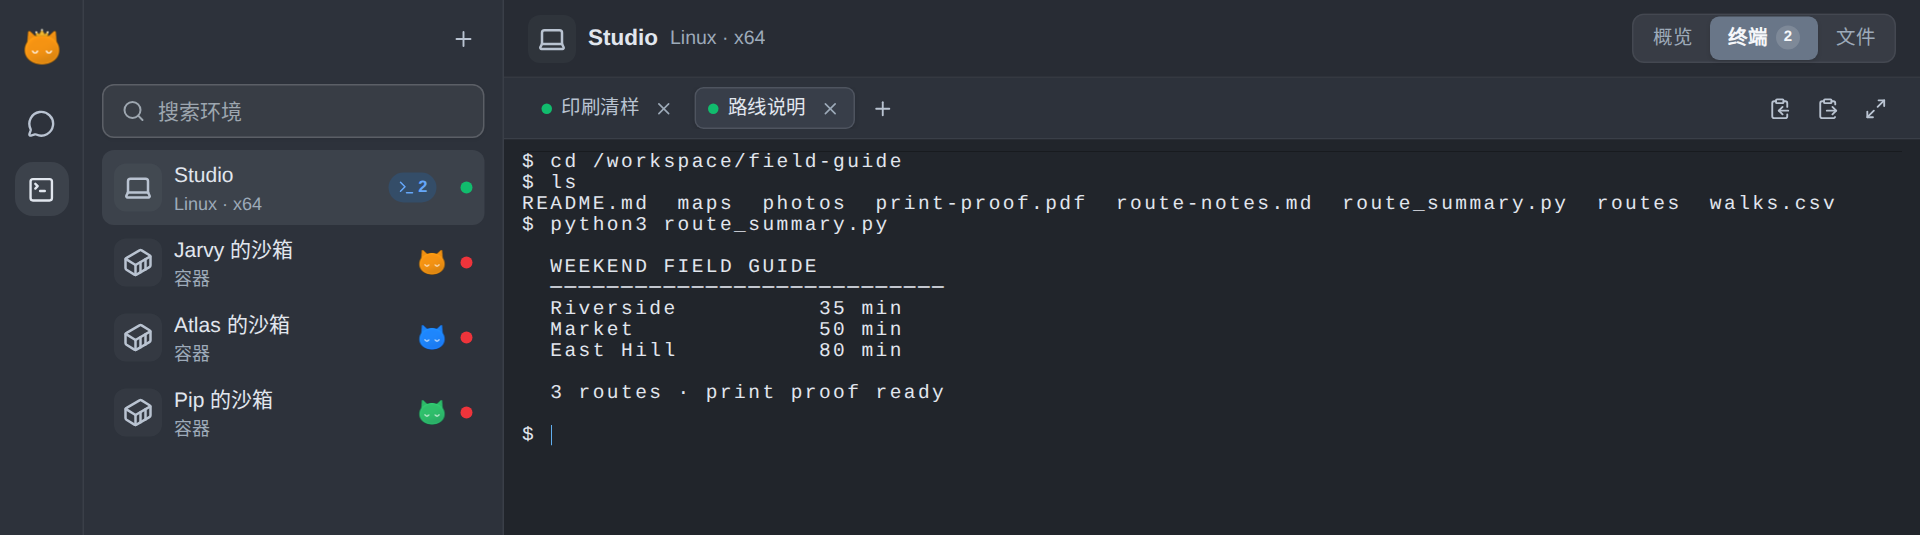 搜索环境
Studio
Linux · x64
2
Jarvy 的沙箱
容器
Atlas 的沙箱
容器
Pip 的沙箱
容器
Studio Linux · x64
概览 终端 2 文件
印刷清样 路线说明
$ cd /workspace/field-guide
$ ls
README.md  maps  photos  print-proof.pdf  route-notes.md  route_summary.py  routes  walks.csv
$ python3 route_summary.py
WEEKEND FIELD GUIDE
────────────────────────────
Riverside          35 min
Market             50 min
East Hill          80 min
3 routes · print proof ready
$